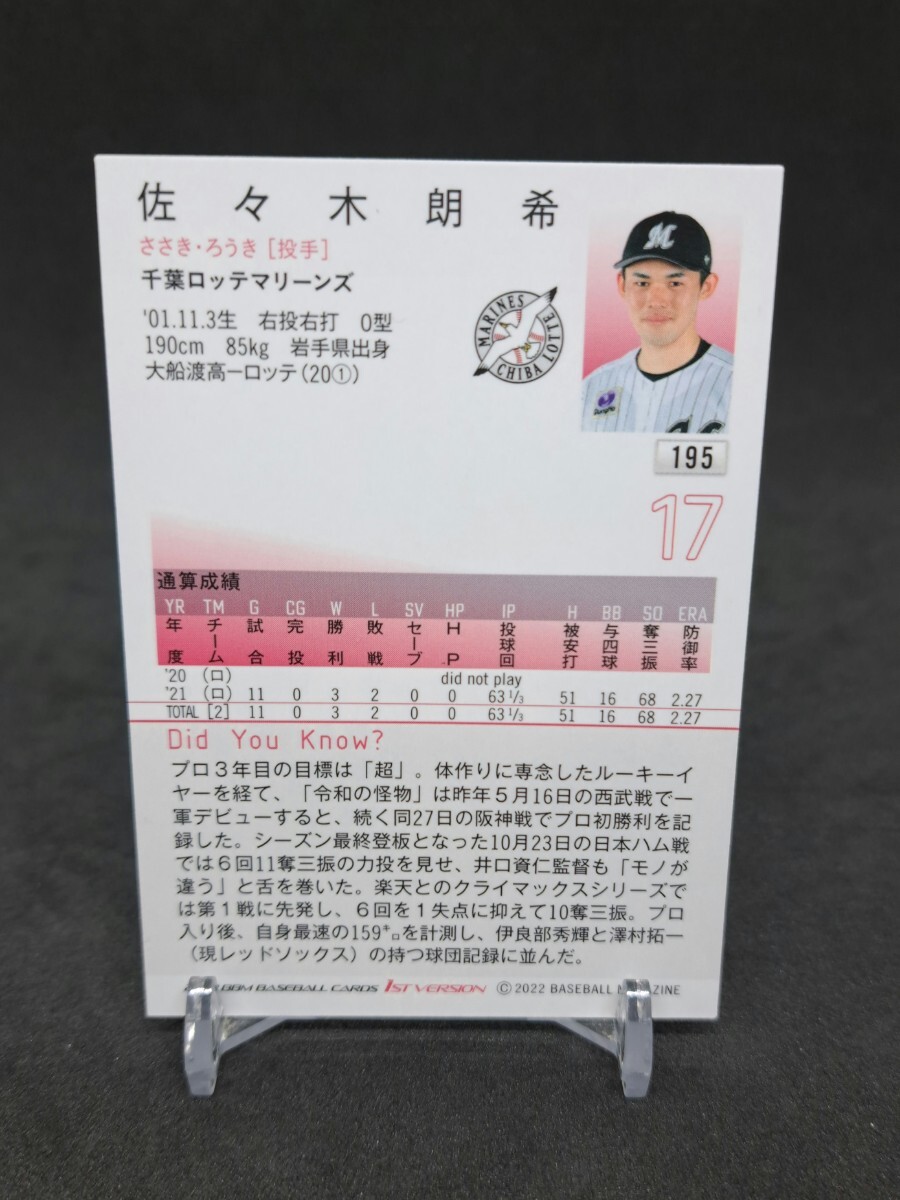 佐々木朗希
ささき・ろうき [投手]
千葉ロッテマリーンズ
'01.11.3生 右投右打 O型
190cm 85kg 岩手県出身
大船渡高ーロッテ(20①)
MARINES
CHIBA LOTTE
M
195
17
通算成績
YR TM G CG W L SV HP IP H BB SO ERA
年度 チーム 試合 完投 勝利 敗戦 セーブ HP 投球回 被安打 与四球 奪三振 防御率
'20 (ロ) did not play
'21 (ロ) 11 0 3 2 0 0 63 1/3 51 16 68 2.27
TOTAL [2] 11 0 3 2 0 0 63 1/3 51 16 68 2.27
Did You Know?
プロ3年目の目標は「超」。体作りに専念したルーキーイ
ヤーを経て、「令和の怪物」は昨年5月16日の西武戦で一
軍デビューすると、続く同27日の阪神戦でプロ初勝利を記
録した。シーズン最終登板となった10月23日の日本ハム戦
では6回11奪三振の力投を見せ、井口資仁監督も「モノが
違う」と舌を巻いた。楽天とのクライマックスシリーズで
は第1戦に先発し、6回を1失点に抑えて10奪三振。プロ
入り後、自身最速の159㌔を計測し、伊良部秀輝と澤村拓一
(現レッドソックス)の持つ球団記録に並んだ。
BBM BASEBALL CARDS 1ST VERSION ©2022 BASEBALL MAGAZINE